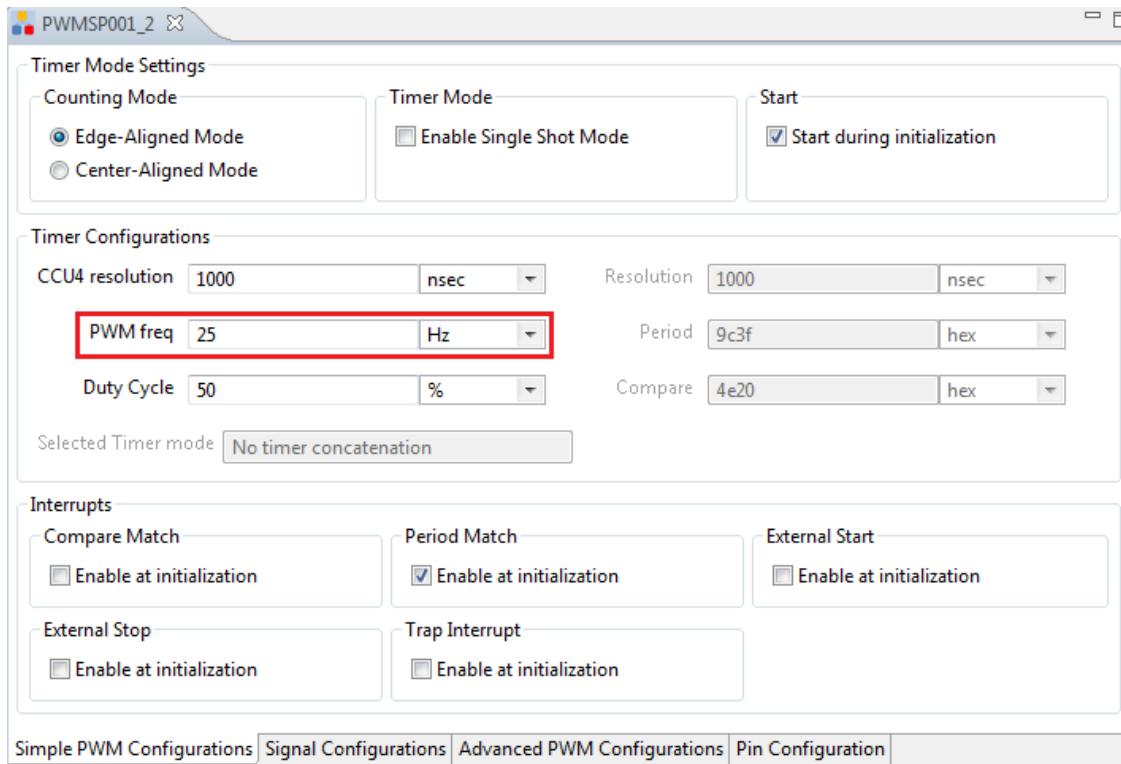 PWMSP001_2
Timer Mode Settings
Counting Mode
Edge-Aligned Mode
Center-Aligned Mode
Timer Mode
Enable Single Shot Mode
Start
Start during initialization
Timer Configurations
CCU4 resolution 1000 nsec Resolution 1000 nsec
PWM freq 25 Hz Period 9c3f hex
Duty Cycle 50 % Compare 4e20 hex
Selected Timer mode No timer concatenation
Interrupts
Compare Match
Enable at initialization
Period Match
Enable at initialization
External Start
Enable at initialization
External Stop
Enable at initialization
Trap Interrupt
Enable at initialization
Simple PWM Configurations Signal Configurations Advanced PWM Configurations Pin Configuration